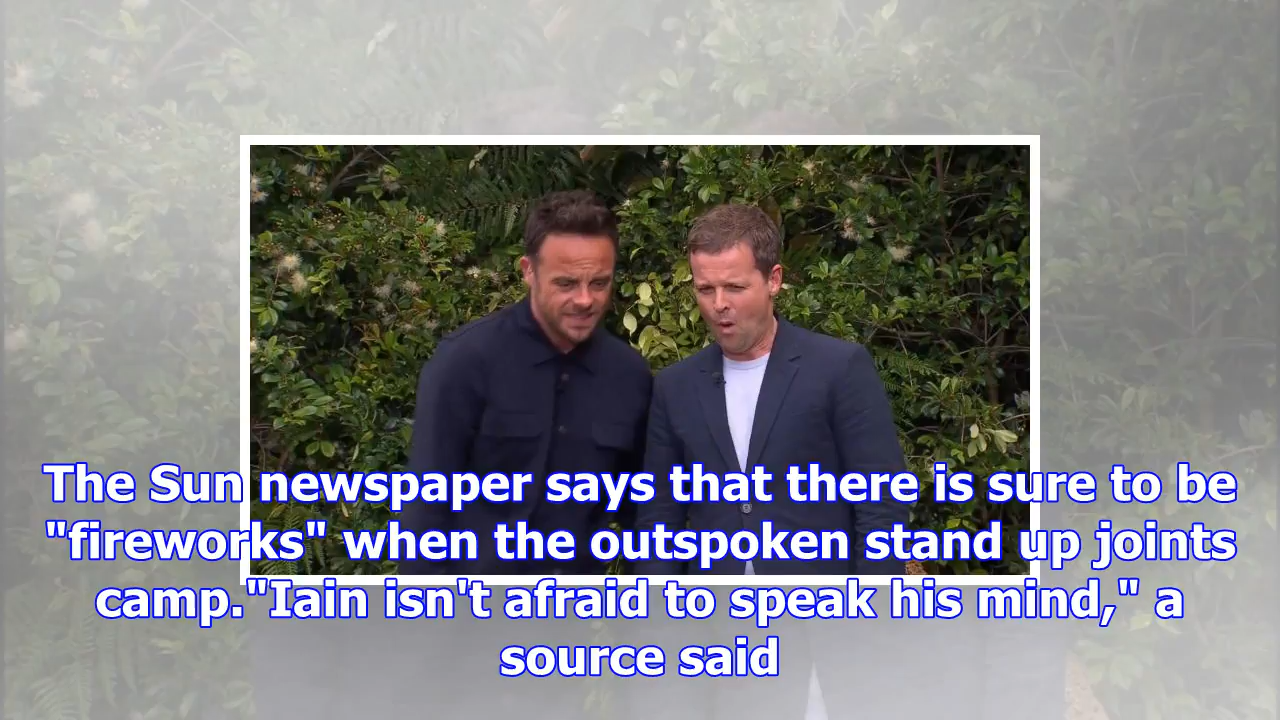 The Sun newspaper says that there is sure to be
"fireworks" when the outspoken stand up joints
camp."Iain isn't afraid to speak his mind," a
source said